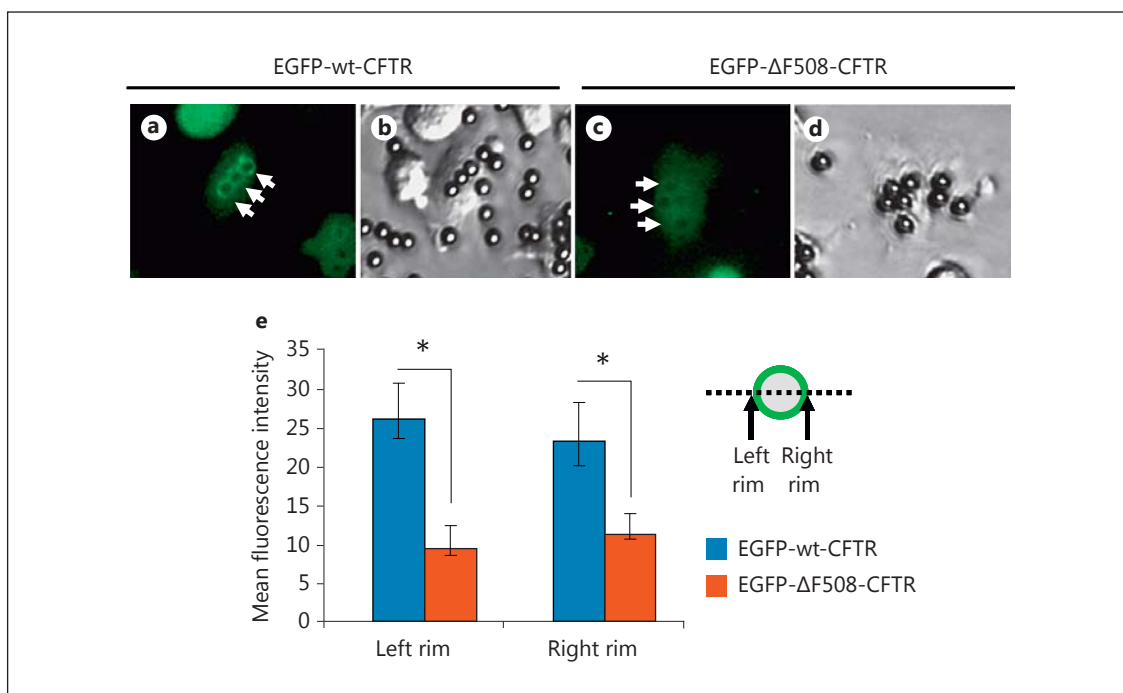 EGFP-wt-CFTR
EGFP-ΔF508-CFTR
a
b
c
d
e
Mean fluorescence intensity
35
30
25
20
15
10
5
0
*
*
Left rim
Right rim
Left
rim
Right
rim
EGFP-wt-CFTR
EGFP-ΔF508-CFTR